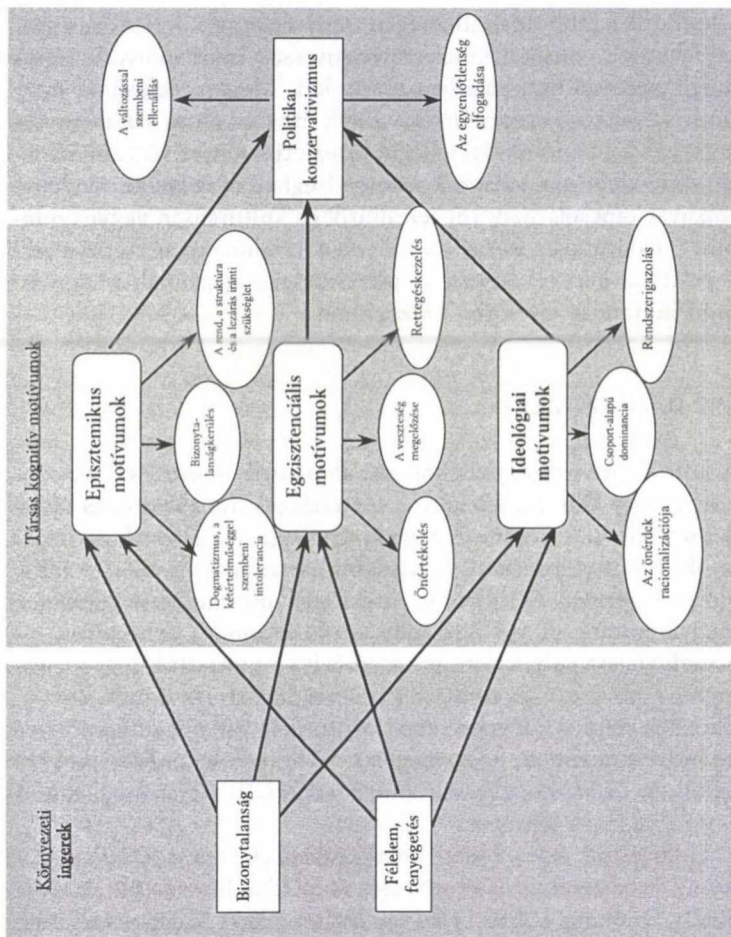 Környezeti
ingerek
Bizonytalanság
Félelem,
fenyegetés
Társas kognitív motívumok
Episztemikus
motívumok
Dogmatizmus, a
kétértelműséggel
szembeni
intolerancia
Bizonyta-
lanságkerülés
A rend, a struktúra
és a lezárás iránti
szükséglet
Egzisztenciális
motívumok
Önértékelés
A veszteség
megelőzése
Rettegéskezelés
Ideológiai
motívumok
Az önérdek
racionalizációja
Csoport-alapú
dominancia
Rendszerigazolás
Politikai
konzervativizmus
A változással
szembeni
ellenállás
Az egyenlőtlenség
elfogadása